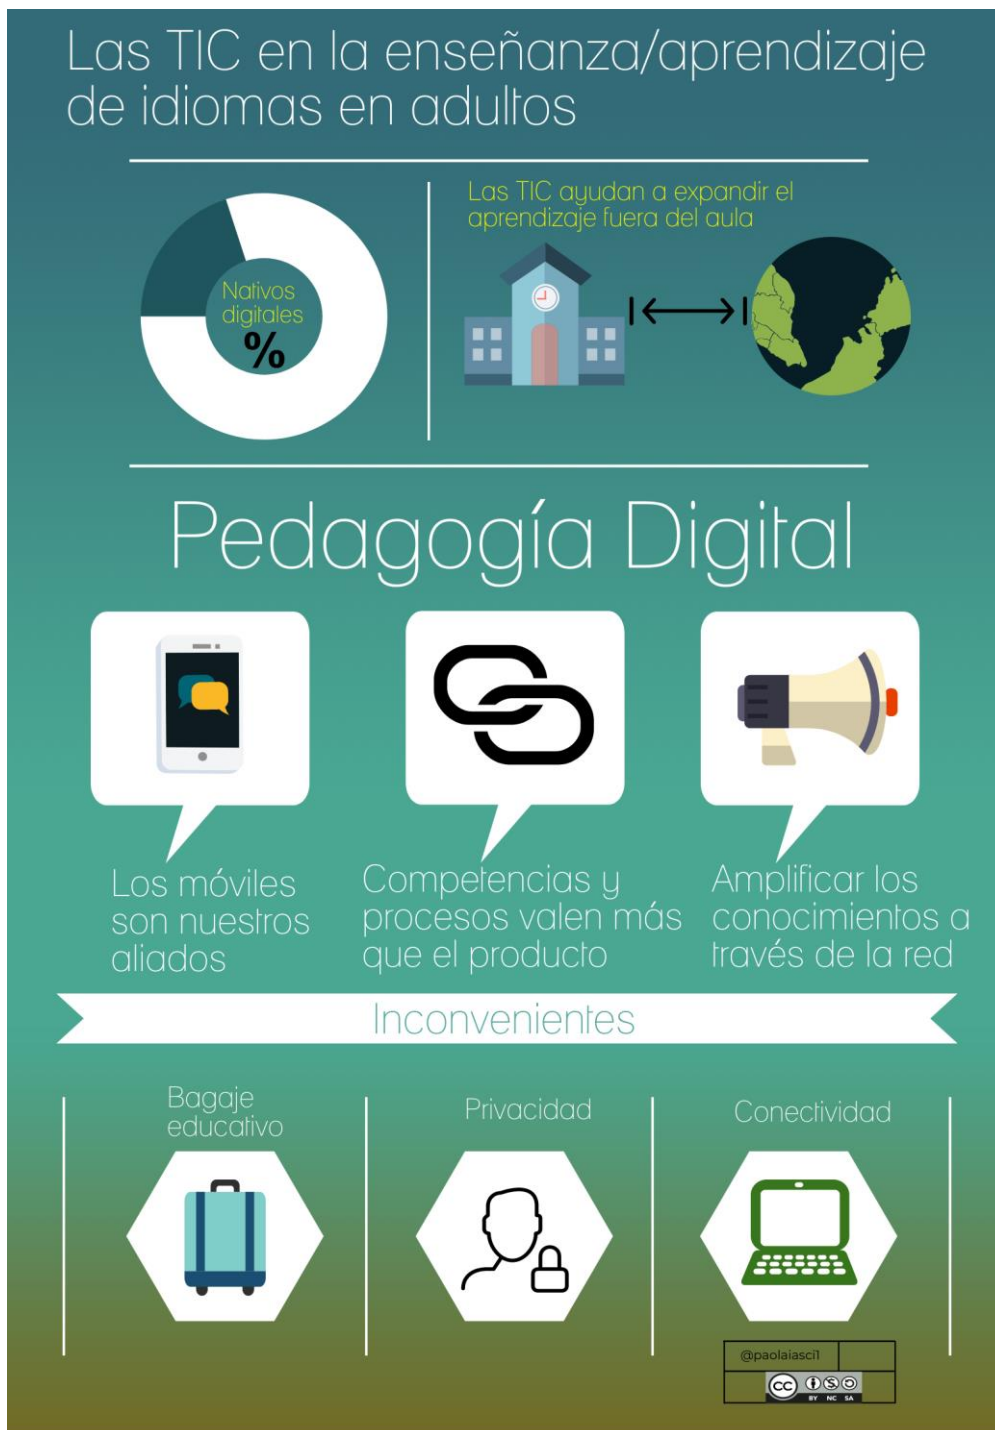 Las TIC en la enseñanza/aprendizaje
de idiomas en adultos
Nativos
digitales
%
Las TIC ayudan a expandir el
aprendizaje fuera del aula
Pedagogía Digital
Los móviles
son nuestros
aliados
Competencias y
procesos valen más
que el producto
Amplificar los
conocimientos a
través de la red
Inconvenientes
Bagaje
educativo
Privacidad
Conectividad
@paolaiasci1
CC
BY NC SA